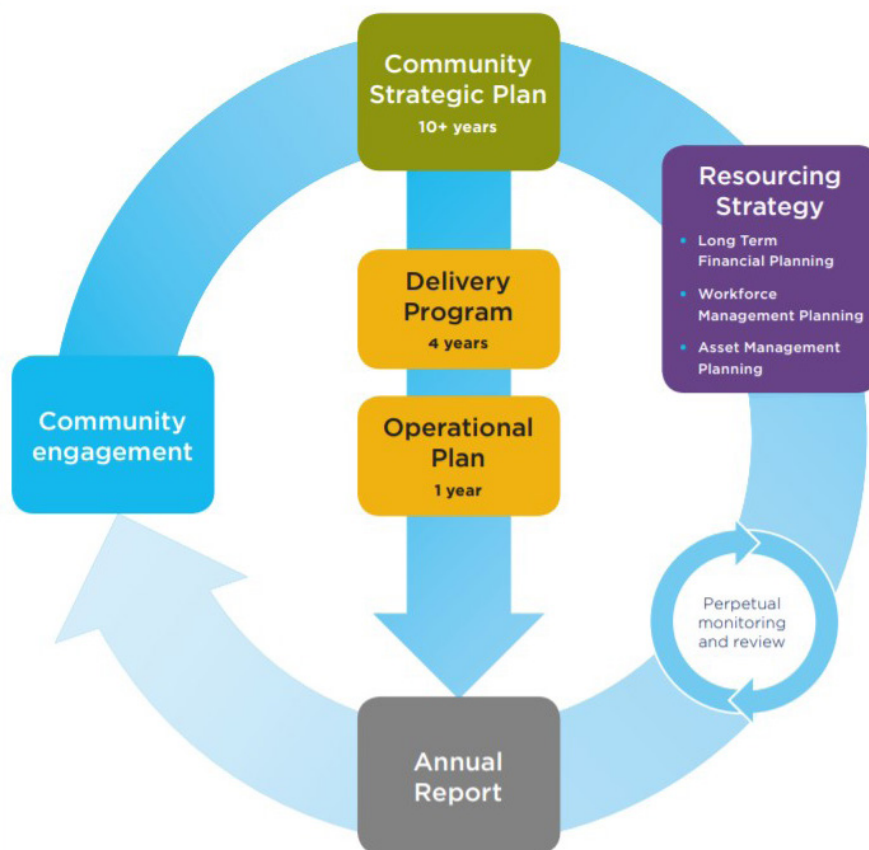 Community
Strategic Plan
10+ years
Resourcing
Strategy
▪ Long Term
Financial Planning
▪ Workforce
Management Planning
▪ Asset Management
Planning
Delivery
Program
4 years
Community
engagement
Operational
Plan
1 year
Perpetual
monitoring
and review
Annual
Report